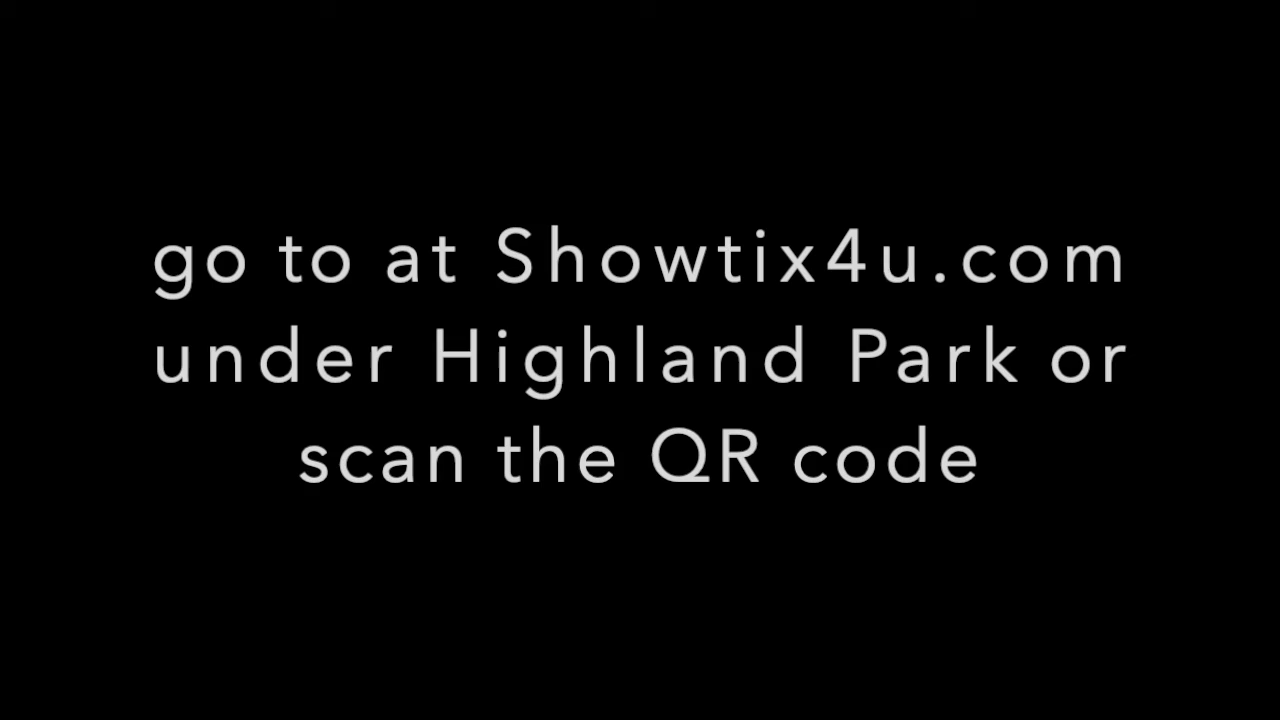 go to at Showtix4u.com
under Highland Park or
scan the QR code